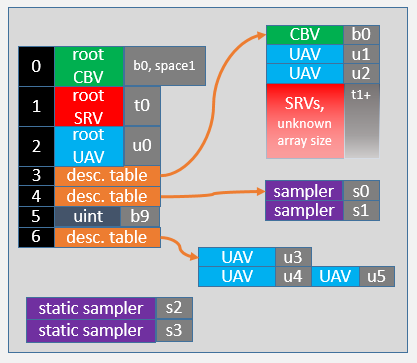 0 root CBV b0, space1
1 root SRV t0
2 root UAV u0
3 desc. table
4 desc. table
5 uint b9
6 desc. table
CBV b0
UAV u1
UAV u2
SRVs, unknown array size t1+
sampler s0
sampler s1
UAV u3
UAV u4 UAV u5
static sampler s2
static sampler s3